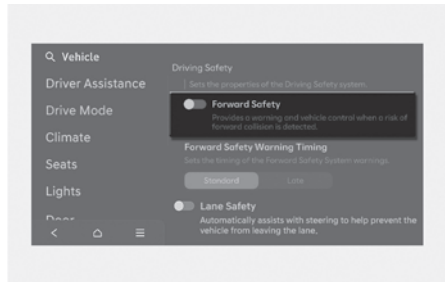 Vehicle
Driver Assistance
Drive Mode
Climate
Seats
Lights
Door
Driving Safety
Sets the properties of the Driving Safety system.
Forward Safety
Provides a warning and vehicle control when a risk of
forward collision is detected.
Forward Safety Warning Timing
Sets the timing of the Forward Safety System warnings.
Standard
Late
Lane Safety
Automatically assists with steering to help prevent the
vehicle from leaving the lane.